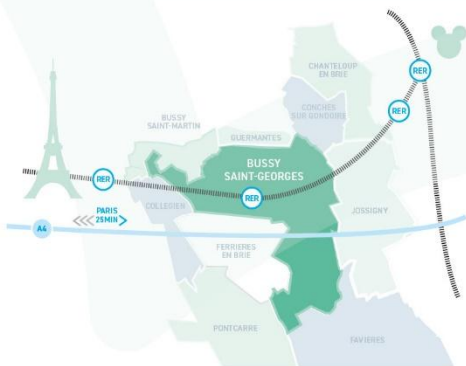 RER
CHANTELOUP
EN BRIE
CONCHES
SUR GONDOIRE
RER
BUSSY
SAINT-MARTIN
GUERMANTES
BUSSY
SAINT-GEORGES
RER
RER
COLLEGIEN
JOSSIGNY
PARIS
25MIN
A4
FERRIERES
EN BRIE
PONTCARRE
FAVIERES